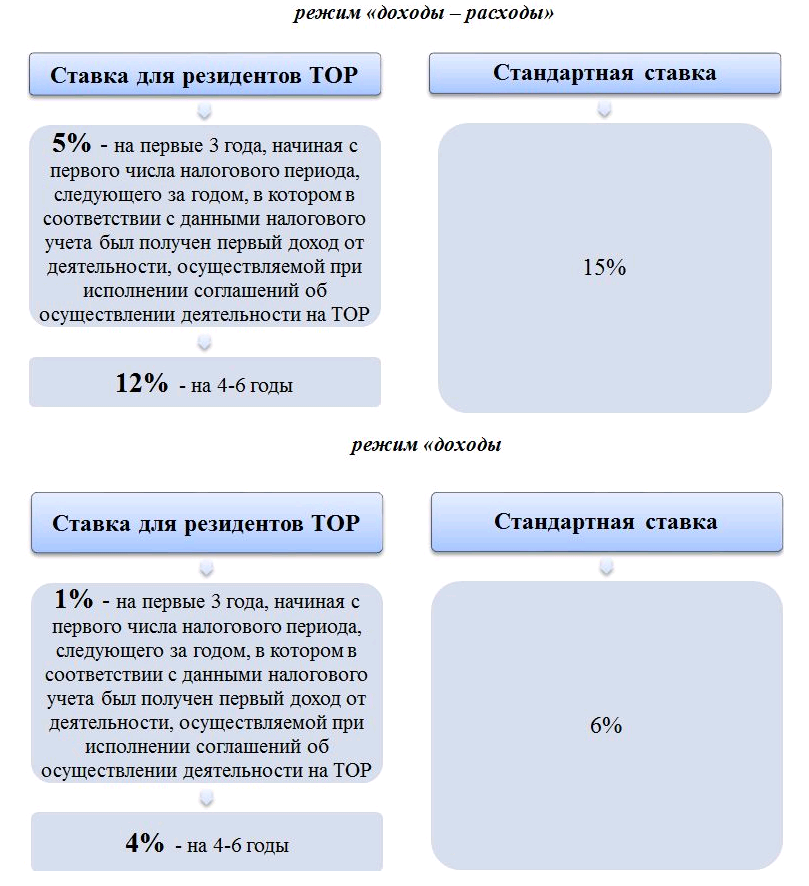 режим «доходы – расходы»
Ставка для резидентов ТОР
Стандартная ставка
5% - на первые 3 года, начиная с
первого числа налогового периода,
следующего за годом, в котором в
соответствии с данными налогового
учета был получен первый доход от
деятельности, осуществляемой при
исполнении соглашений об
осуществлении деятельности на ТОР
15%
12% - на 4-6 годы
режим «доходы
Ставка для резидентов ТОР
Стандартная ставка
1% - на первые 3 года, начиная с
первого числа налогового периода,
следующего за годом, в котором в
соответствии с данными налогового
учета был получен первый доход от
деятельности, осуществляемой при
исполнении соглашений об
осуществлении деятельности на ТОР
6%
4% - на 4-6 годы